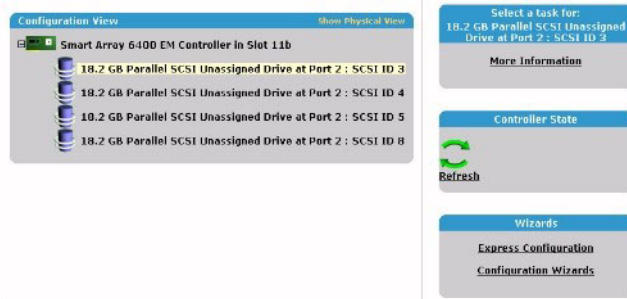 Configuration View
Show Physical View
Smart Array 6400 EM Controller in Slot 11b
18.2 GB Parallel SCSI Unassigned Drive at Port 2 : SCSI ID 3
18.2 GB Parallel SCSI Unassigned Drive at Port 2 : SCSI ID 4
18.2 GB Parallel SCSI Unassigned Drive at Port 2 : SCSI ID 5
18.2 GB Parallel SCSI Unassigned Drive at Port 2 : SCSI ID 8
Select a task for:
18.2 GB Parallel SCSI Unassigned
Drive at Port 2 : SCSI ID 3
More Information
Controller State
Refresh
Wizards
Express Configuration
Configuration Wizards